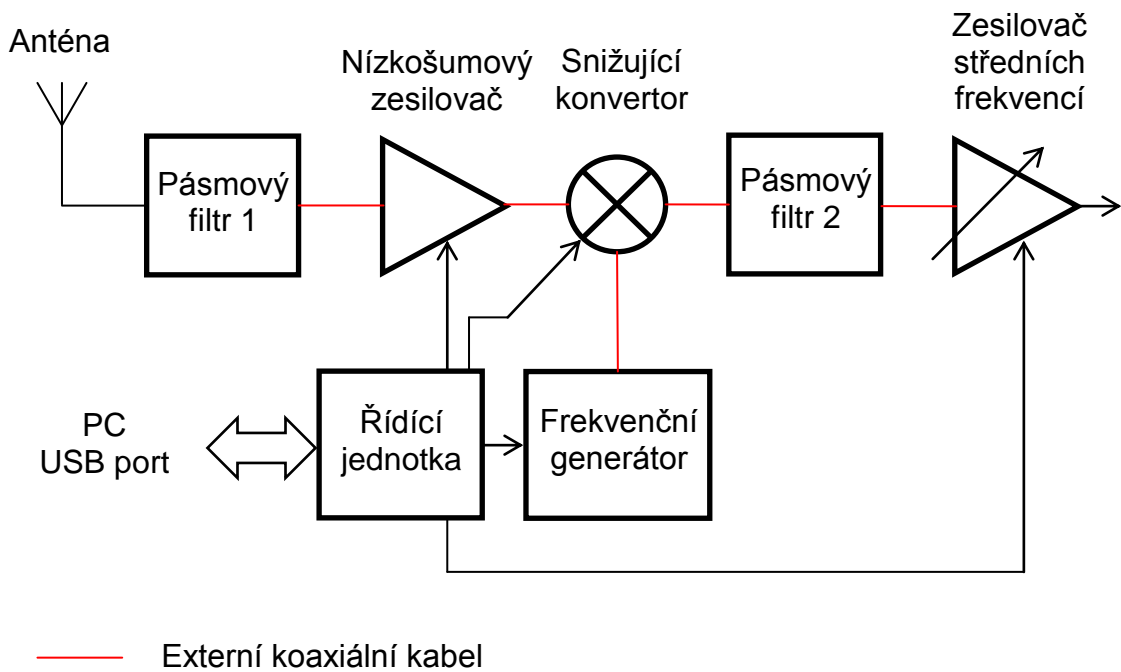 Anténa
Nízkošumový
zesilovač
Snižující
konvertor
Zesilovač
středních
frekvencí
Pásmový
filtr 1
Pásmový
filtr 2
PC
USB port
Řídící
jednotka
Frekvenční
generátor
Externí koaxiální kabel